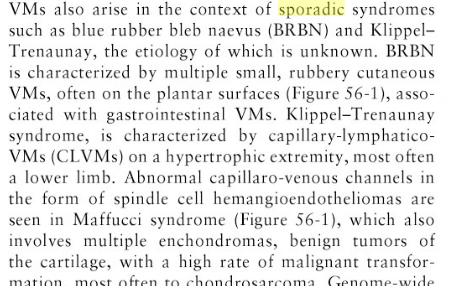 VMs also arise in the context of sporadic syndromes
such as blue rubber bleb naevus (BRBN) and Klippel–
Trenaunay, the etiology of which is unknown. BRBN
is characterized by multiple small, rubbery cutaneous
VMs, often on the plantar surfaces (Figure 56-1), asso-
ciated with gastrointestinal VMs. Klippel–Trenaunay
syndrome, is characterized by capillary-lymphatico-
VMs (CLVMs) on a hypertrophic extremity, most often
a lower limb. Abnormal capillaro-venous channels in
the form of spindle cell hemangioendotheliomas are
seen in Maffucci syndrome (Figure 56-1), which also
involves multiple enchondromas, benign tumors of
the cartilage, with a high rate of malignant transfor-
mation, most often to chondrosarcoma. Genome-wide